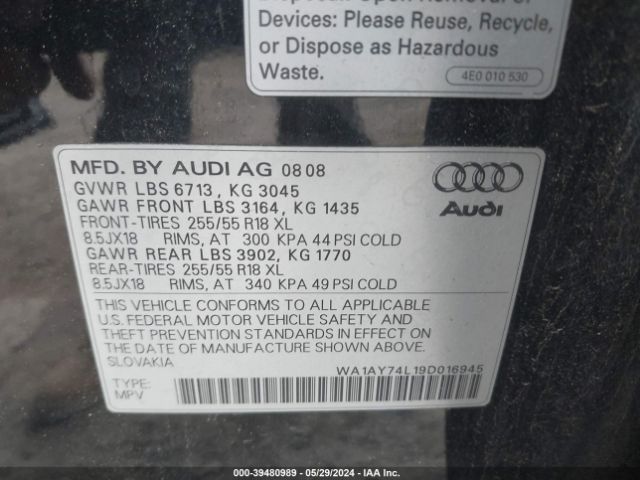 Devices: Please Reuse, Recycle,
or Dispose as Hazardous
Waste.
4E0 010 530
MFD. BY AUDI AG 0808
GVWR LBS 6713, KG 3045
GAWR FRONT LBS 3164, KG 1435
FRONT-TIRES 255/55 R18 XL
8.5JX18 RIMS, AT 300 KPA 44 PSI COLD
GAWR REAR LBS 3902, KG 1770
REAR-TIRES 255/55 R18 XL
8.5JX18 RIMS, AT 340 KPA 49 PSI COLD
THIS VEHICLE CONFORMS TO ALL APPLICABLE
U.S. FEDERAL MOTOR VEHICLE SAFETY AND
THEFT PREVENTION STANDARDS IN EFFECT ON
THE DATE OF MANUFACTURE SHOWN ABOVE.
SLOVAKIA
Audi
WA1AY74L19D016945
TYPE:
MPV
000-39480989 — 05/29/2024 — IAAI.COM